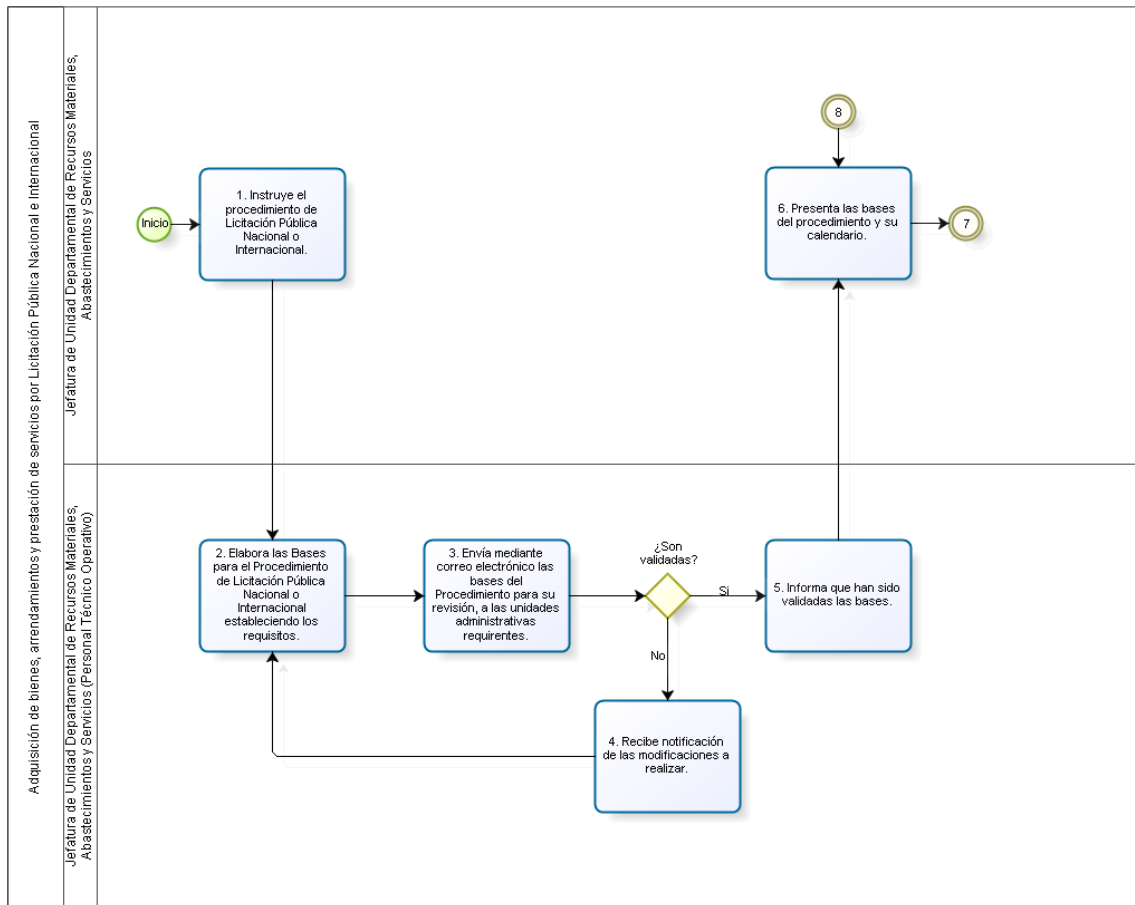 Adquisición de bienes, arrendamientos y prestación de servicios por Licitación Pública Nacional e Internacional
Jefatura de Unidad Departamental de Recursos Materiales,
Abastecimientos y Servicios
Inicio
1. Instruye el
procedimiento de
Licitación Pública
Nacional o
Internacional.
8
6. Presenta las bases
del procedimiento y su
calendario.
7
Jefatura de Unidad Departamental de Recursos Materiales,
Abastecimientos y Servicios (Personal Técnico Operativo)
2. Elabora las Bases
para el Procedimiento
de Licitación Pública
Nacional o
Internacional
estableciendo los
requisitos.
3. Envía mediante
correo electrónico las
bases del
Procedimiento para su
revisión, a las unidades
administrativas
requirentes.
¿Son
validadas?
Si
5. Informa que han sido
validadas las bases.
No
4. Recibe notificación
de las modificaciones a
realizar.